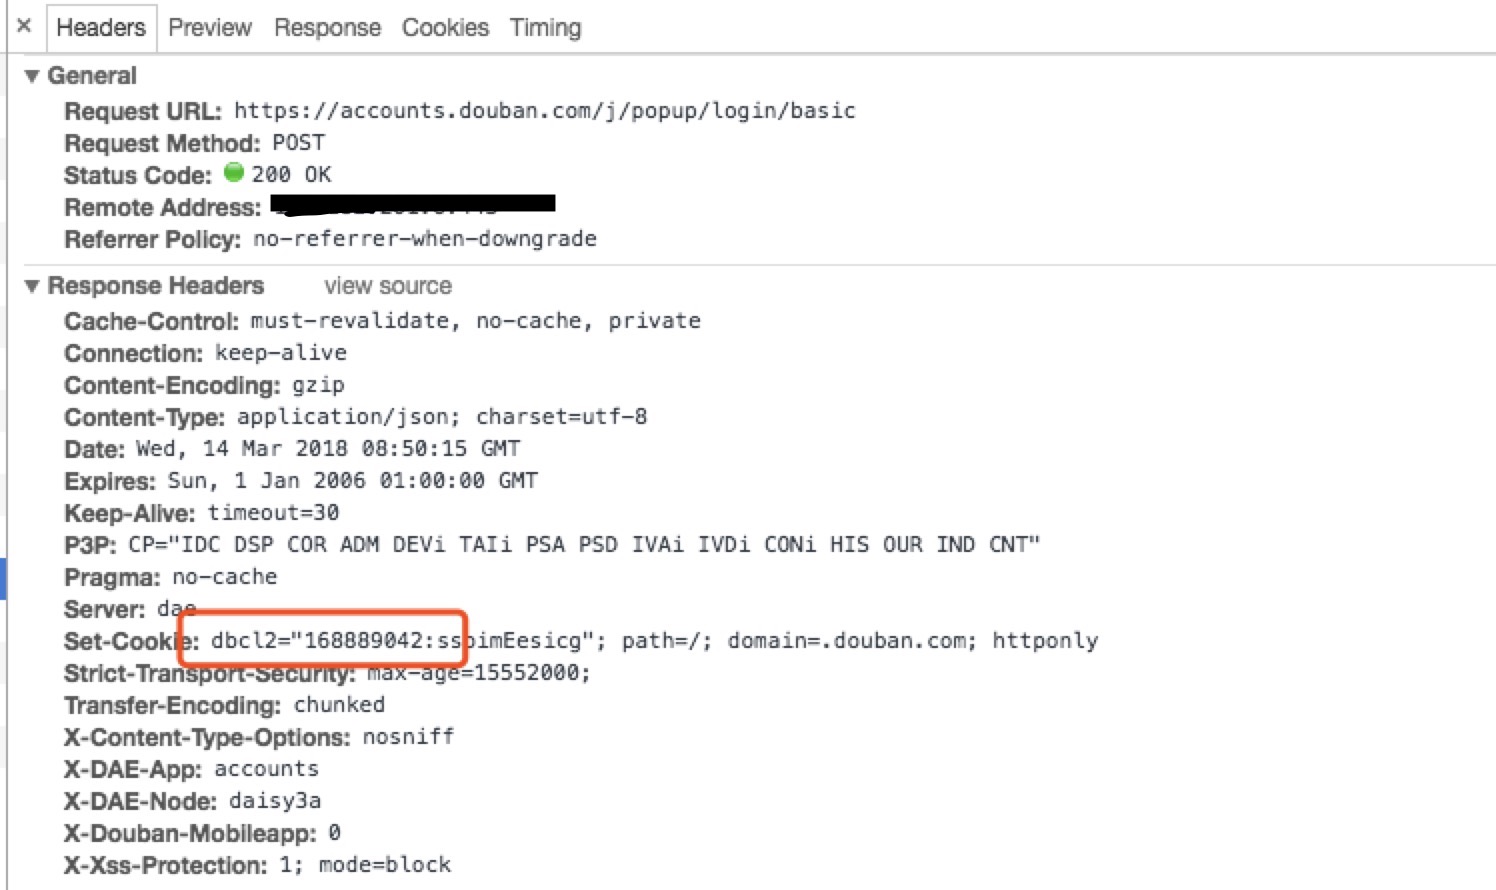 × Headers Preview Response Cookies Timing
▼ General
Request URL: https://accounts.douban.com/j/popup/login/basic
Request Method: POST
Status Code: 200 OK
Remote Address:
Referrer Policy: no-referrer-when-downgrade
▼ Response Headers view source
Cache-Control: must-revalidate, no-cache, private
Connection: keep-alive
Content-Encoding: gzip
Content-Type: application/json; charset=utf-8
Date: Wed, 14 Mar 2018 08:50:15 GMT
Expires: Sun, 1 Jan 2006 01:00:00 GMT
Keep-Alive: timeout=30
P3P: CP="IDC DSP COR ADM DEVi TAIi PSA PSD IVAi IVDi CONi HIS OUR IND CNT"
Pragma: no-cache
Server: dae
Set-Cookie: dbcl2="168889042:ssoimEesicg"; path=/; domain=.douban.com; httponly
Strict-Transport-Security: max-age=15552000;
Transfer-Encoding: chunked
X-Content-Type-Options: nosniff
X-DAE-App: accounts
X-DAE-Node: daisy3a
X-Douban-Mobileapp: 0
X-Xss-Protection: 1; mode=block